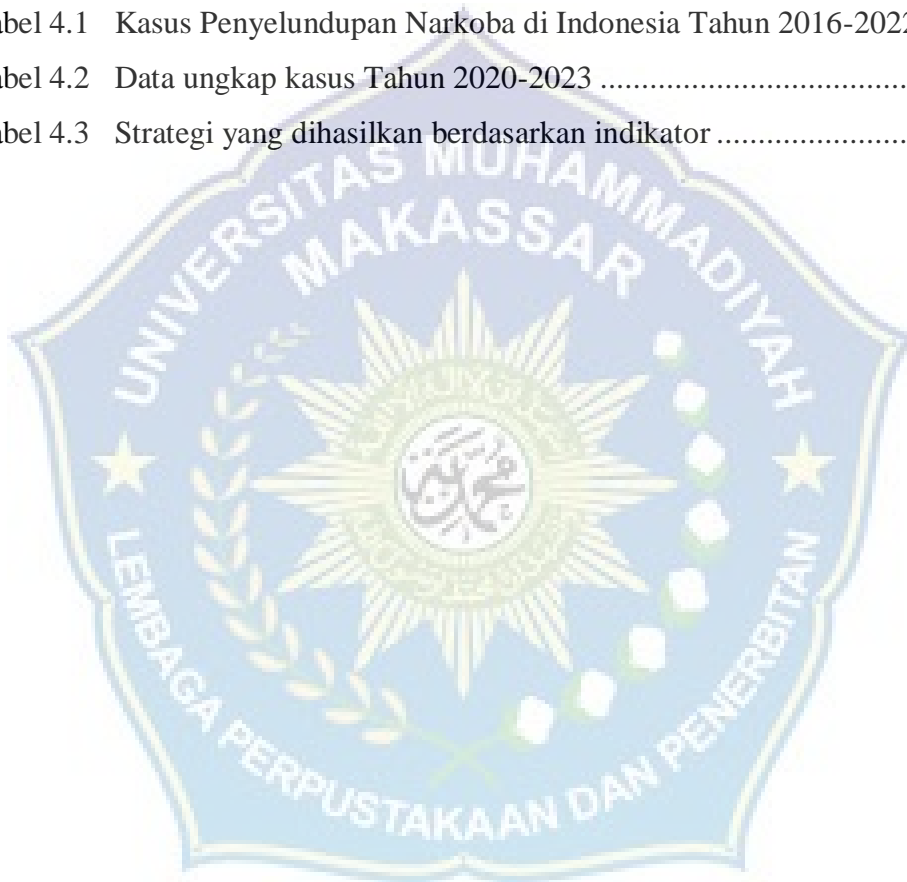 abel 4.1 Kasus Penyelundupan Narkoba di Indonesia Tahun 2016-2022
abel 4.2 Data ungkap kasus Tahun 2020-2023 ..................................
abel 4.3 Strategi yang dihasilkan berdasarkan indikator .....................
UNIVERSITAS MUHAMMADIYAH
MAKASSAR
LEMBAGA PERPUSTAKAAN DAN PENERBITAN